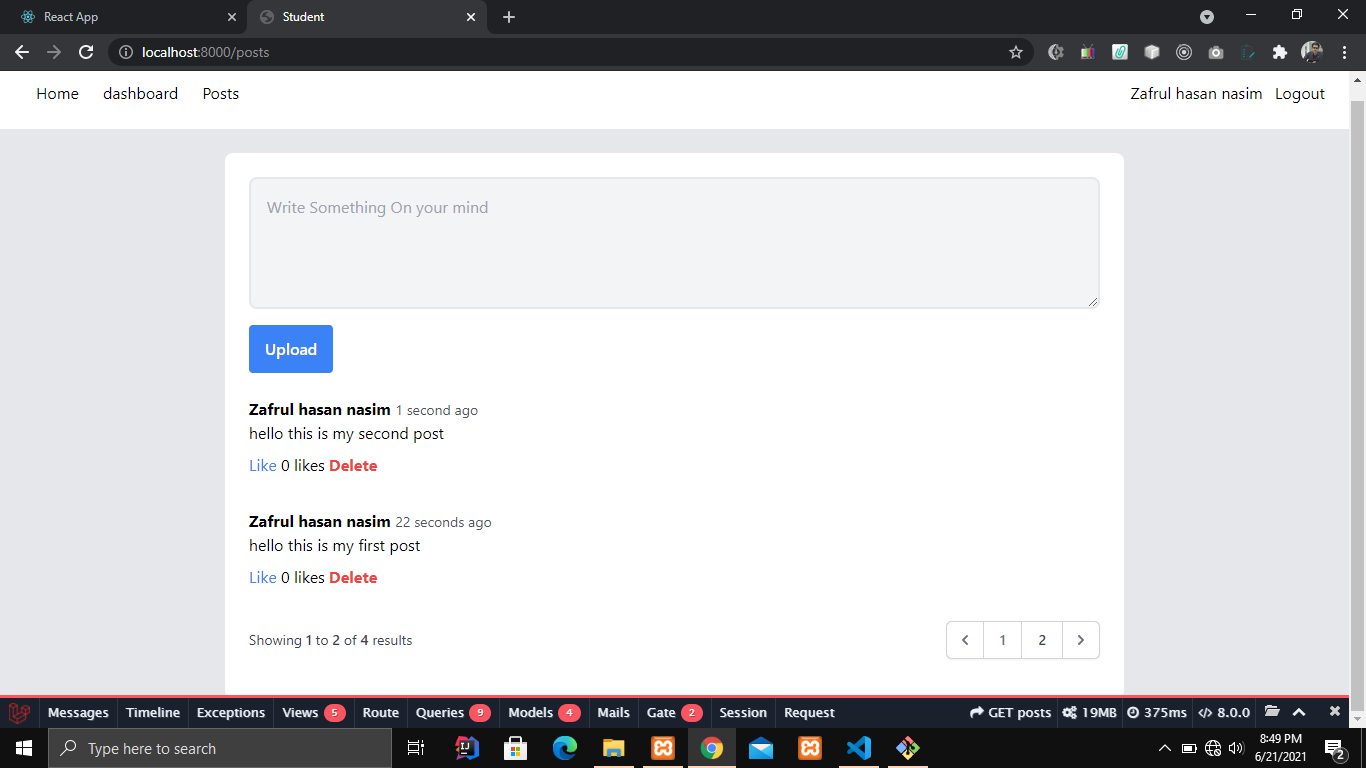 React App
Student
localhost:8000/posts
Home dashboard Posts Zafrul hasan nasim Logout
Write Something On your mind
Upload
Zafrul hasan nasim 1 second ago
hello this is my second post
Like 0 likes Delete
Zafrul hasan nasim 22 seconds ago
hello this is my first post
Like 0 likes Delete
Showing 1 to 2 of 4 results 1 2
Messages Timeline Exceptions Views 5 Route Queries 9 Models 4 Mails Gate 2 Session Request GET posts 19MB 375ms 8.0.0
Type here to search
8:49 PM
6/21/2021
2